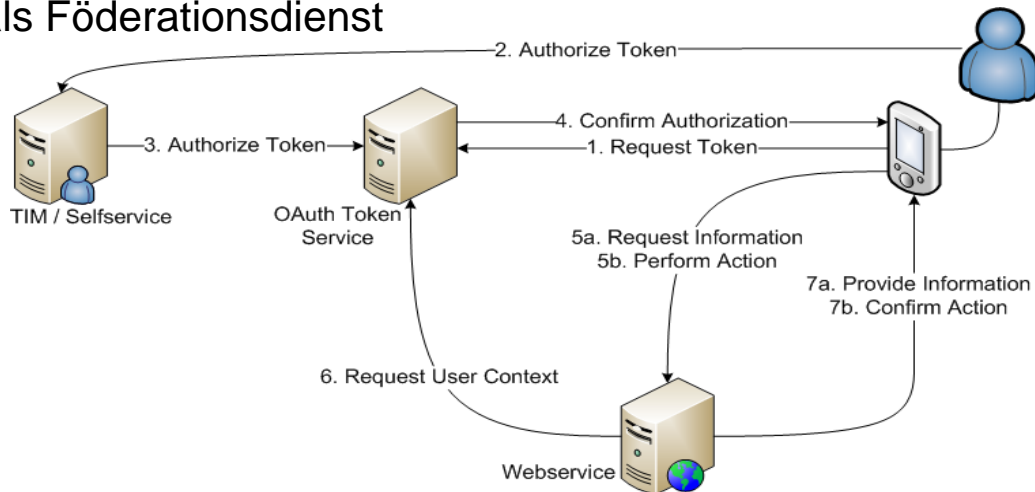 ls Föderationsdienst
2. Authorize Token
4. Confirm Authorization
3. Authorize Token
1. Request Token
TIM / Selfservice
OAuth Token
Service
5a. Request Information
5b. Perform Action
7a. Provide Information
7b. Confirm Action
6. Request User Context
Webservice